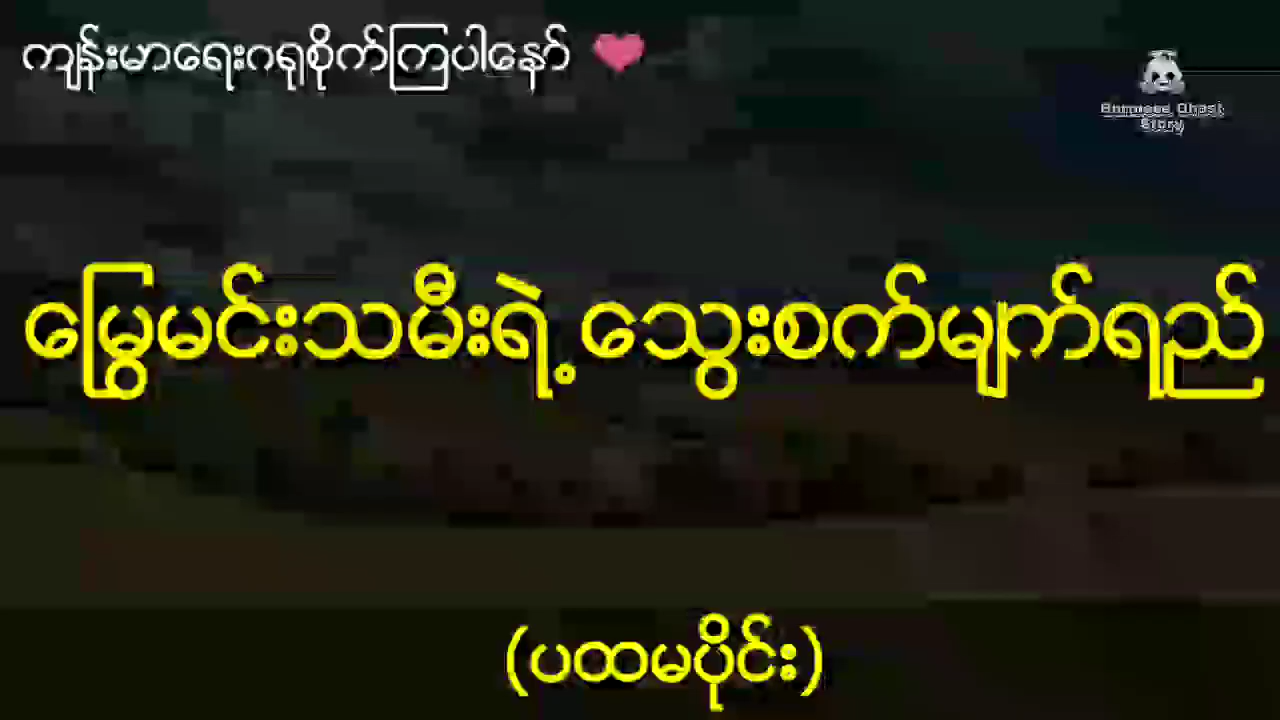 ကျန်းမာရေးဂရုစိုက်ကြပါနော် ❤
Burmese Ghost
Story
မြွေမင်းသမီးရဲ့ သွေးစက်မျက်ရည်
(ပထမပိုင်း)